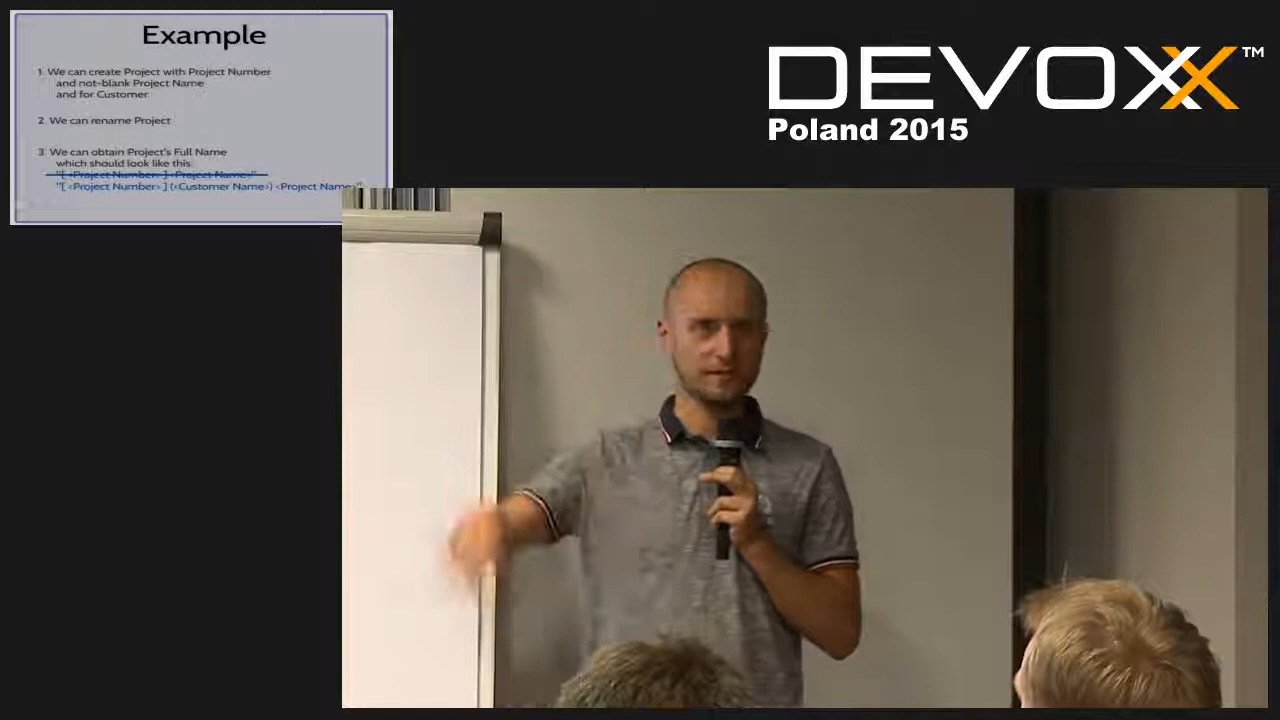 Example
1. We can create Project with Project Number
and not-blank Project Name
and for Customer
2. We can rename Project
3. We can obtain Project's Full Name
which should look like this:
"[ <Project Number> ] <Project Name>"
"[ <Project Number> ] (<Customer Name>) <Project Name>"
DEVOXX™
Poland 2015